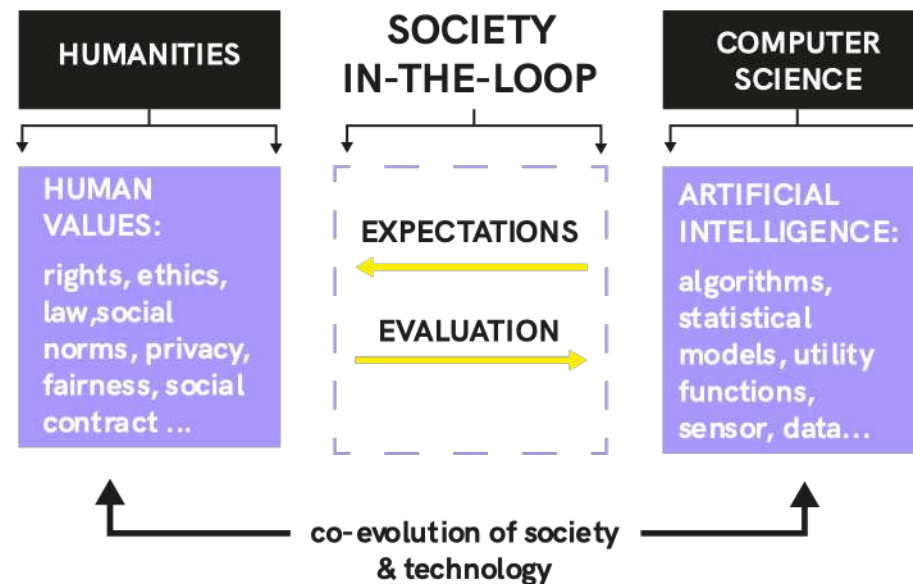 HUMANITIES
SOCIETY
IN-THE-LOOP
COMPUTER
SCIENCE
HUMAN
VALUES:
rights, ethics,
law,social
norms, privacy,
fairness, social
contract ...
EXPECTATIONS
EVALUATION
ARTIFICIAL
INTELLIGENCE:
algorithms,
statistical
models, utility
functions,
sensor, data...
co-evolution of society
& technology